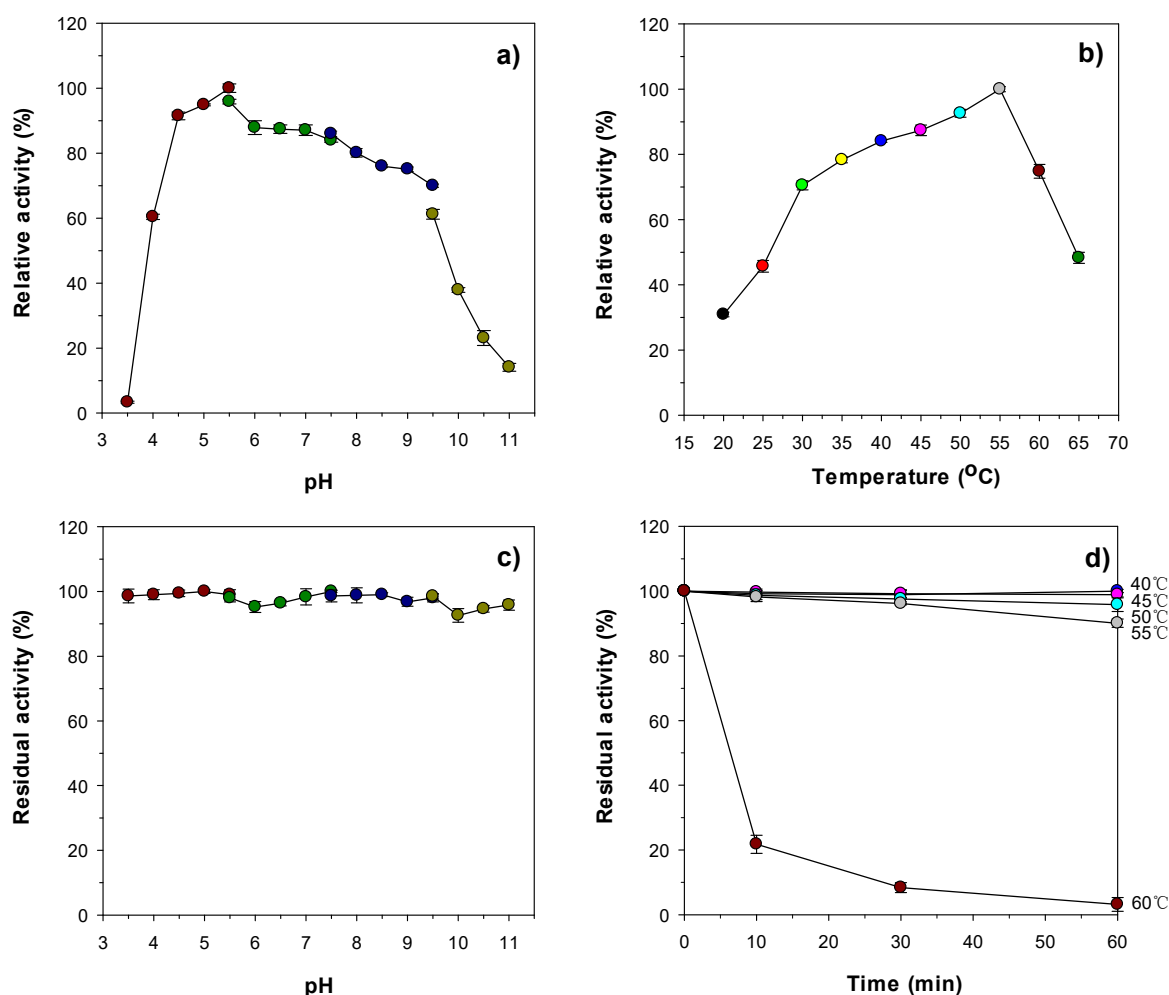 a)
Relative activity (%)
120
100
80
60
40
20
0
3 4 5 6 7 8 9 10 11
pH
b)
Relative activity (%)
120
100
80
60
40
20
0
15 20 25 30 35 40 45 50 55 60 65 70
Temperature (ºC)
c)
Residual activity (%)
120
100
80
60
40
20
0
3 4 5 6 7 8 9 10 11
pH
d)
Residual activity (%)
120
100
80
60
40
20
0
0 10 20 30 40 50 60
Time (min)
40℃
45℃
50℃
55℃
60℃